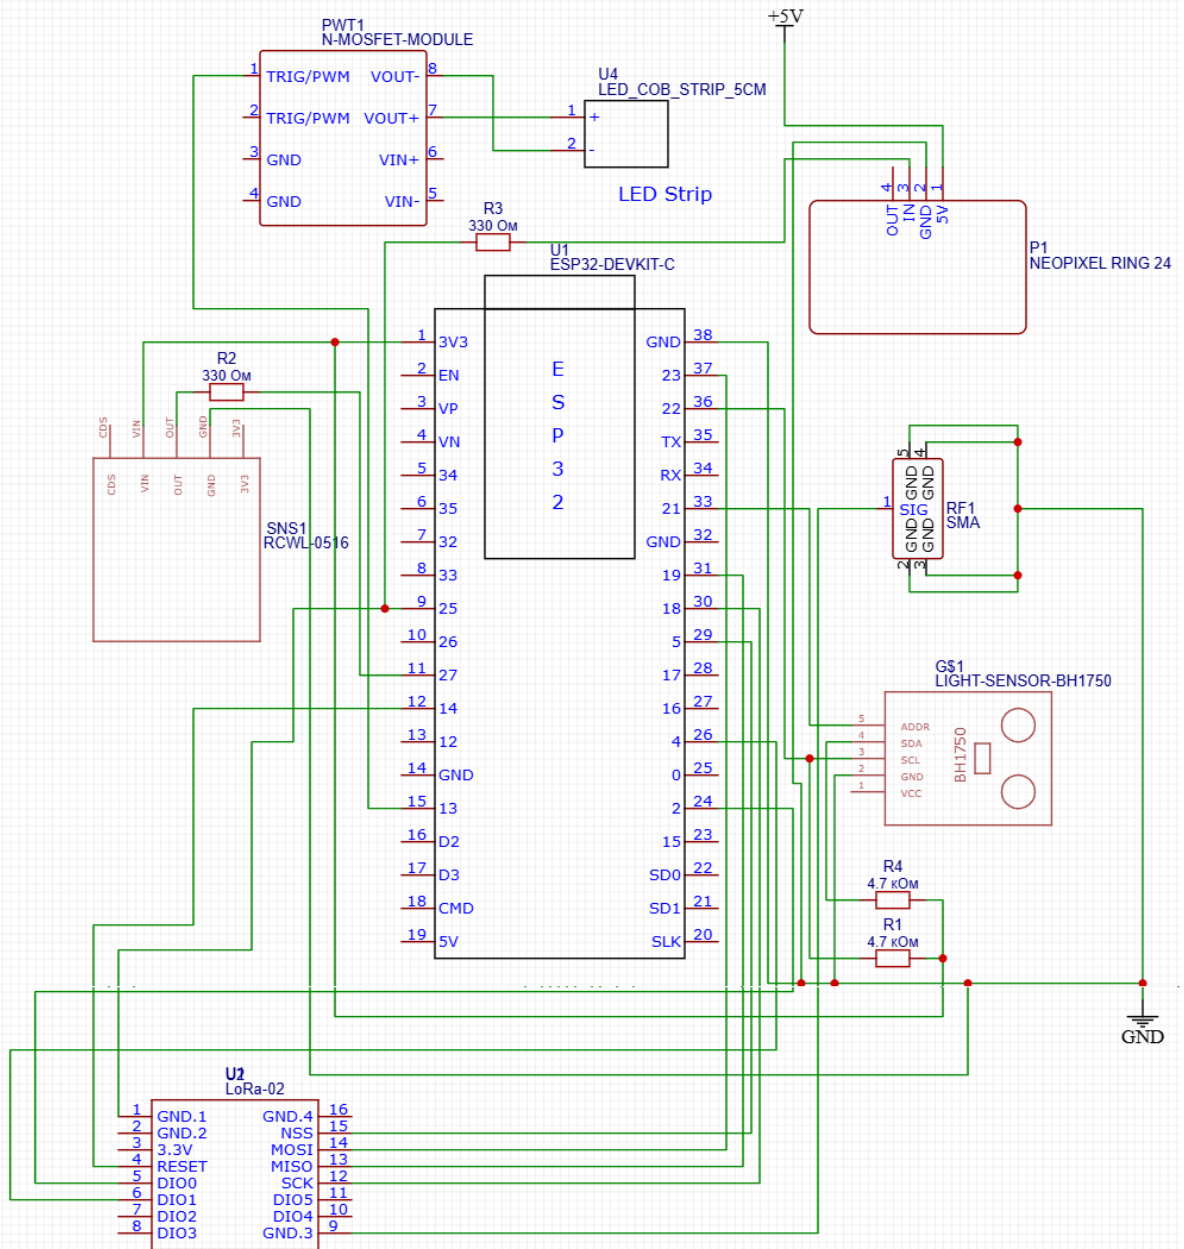 +5V
PWT1
N-MOSFET-MODULE
1 TRIG/PWM VOUT- 8
2 TRIG/PWM VOUT+ 7
3 GND VIN+ 6
4 GND VIN- 5
U4
LED_COB_STRIP_5CM
1 +
2 -
LED Strip
4 3 2 1
OUT IN GND 5V
P1
NEOPIXEL RING 24
R3
330 Ом
U1
ESP32-DEVKIT-C
E
S
P
3
2
1 3V3 GND 38
2 EN 23 37
3 VP 22 36
4 VN TX 35
5 34 RX 34
6 35 21 33
7 32 GND 32
8 33 19 31
9 25 18 30
10 26 5 29
11 27 17 28
12 14 16 27
13 12 4 26
14 GND 0 25
15 13 2 24
16 D2 15 23
17 D3 SD0 22
18 CMD SD1 21
19 5V SLK 20
R2
330 Ом
CDS VIN OUT GND 3V3
CDS VIN OUT GND 3V3
SNS1
RCWL-0516
5 4
GND GND
1 SIG
GND GND
2 3
RF1
SMA
G$1
LIGHT-SENSOR-BH1750
5 ADDR
4 SDA
3 SCL
2 GND
1 VCC
BH1750
R4
4.7 кОм
R1
4.7 кОм
GND
LoRa-02
1 GND.1 GND.4 16
2 GND.2 NSS 15
3 3.3V MOSI 14
4 RESET MISO 13
5 DIO0 SCK 12
6 DIO1 DIO5 11
7 DIO2 DIO4 10
8 DIO3 GND.3 9